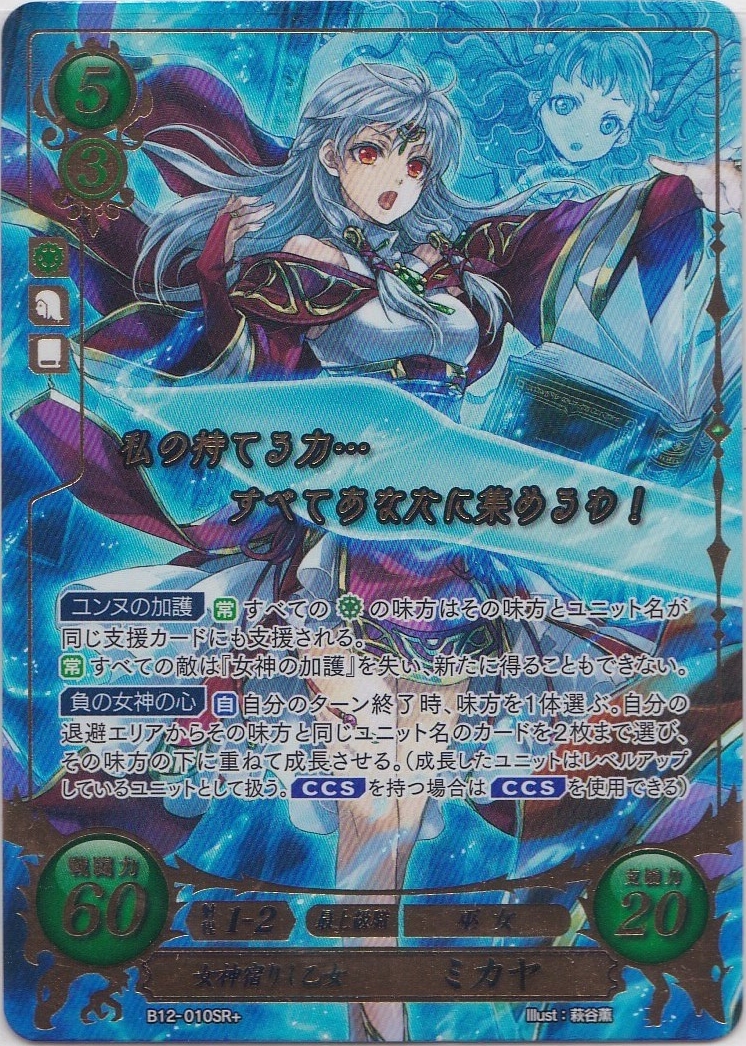 5
3
私の持てる力…
すべてあなたに集めるわ！
ユンヌの加護 常 すべての の味方はその味方とユニット名が
同じ支援カードにも支援される。
常 すべての敵は『女神の加護』を失い、新たに得ることもできない。
負の女神の心 自 自分のターン終了時、味方を1体選ぶ。自分の
退避エリアからその味方と同じユニット名のカードを2枚まで選び、
その味方の下に重ねて成長させる。(成長したユニットはレベルアップ
しているユニットとして扱う。CCSを持つ場合はCCSを使用できる)
戦闘力
60
射程 1-2 最上級職 巫女
支援力
20
女神宿りし乙女 ミカヤ
B12-010SR+ Illust：萩谷薫